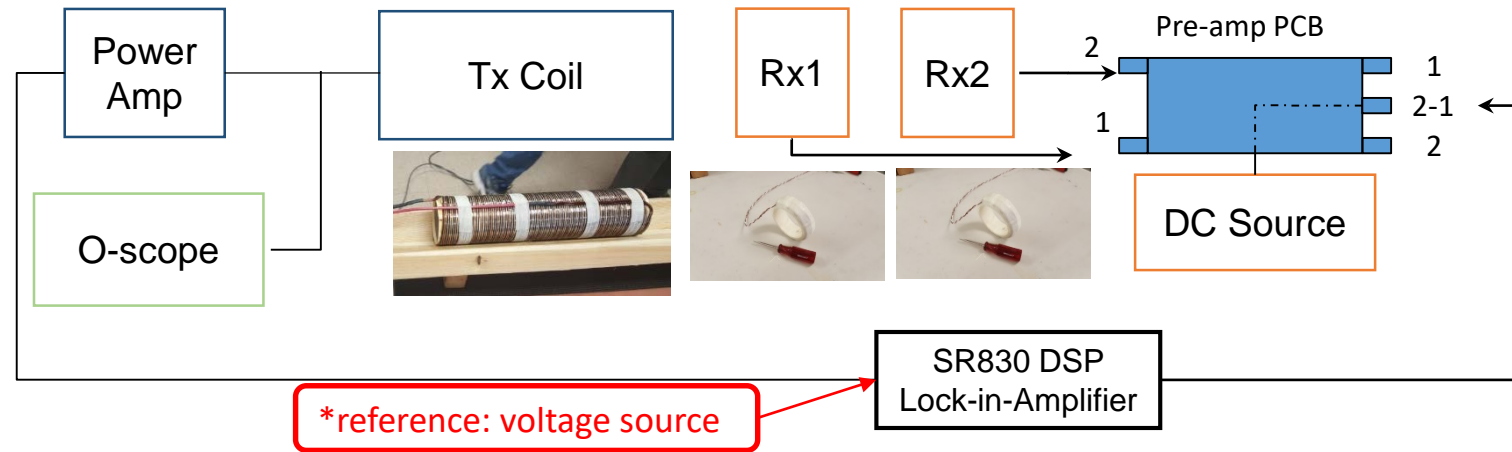 Power
Amp
Tx Coil
Rx1
Rx2
Pre-amp PCB
2
1
1
2-1
2
O-scope
DC Source
SR830 DSP
Lock-in-Amplifier
*reference: voltage source